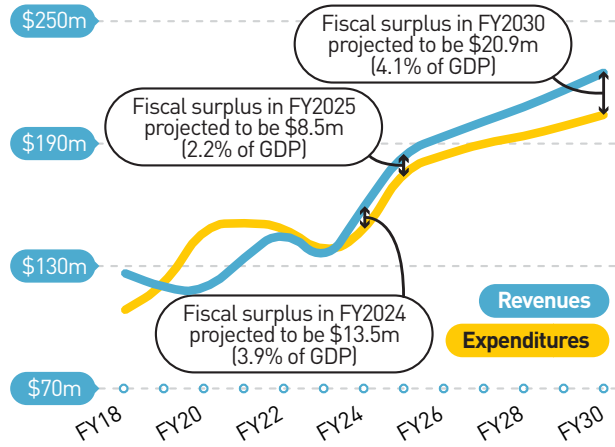 $250m
Fiscal surplus in FY2030
projected to be $20.9m
(4.1% of GDP)
Fiscal surplus in FY2025
projected to be $8.5m
(2.2% of GDP)
$190m
$130m
Fiscal surplus in FY2024
projected to be $13.5m
(3.9% of GDP)
Revenues
Expenditures
$70m
FY18 FY20 FY22 FY24 FY26 FY28 FY30